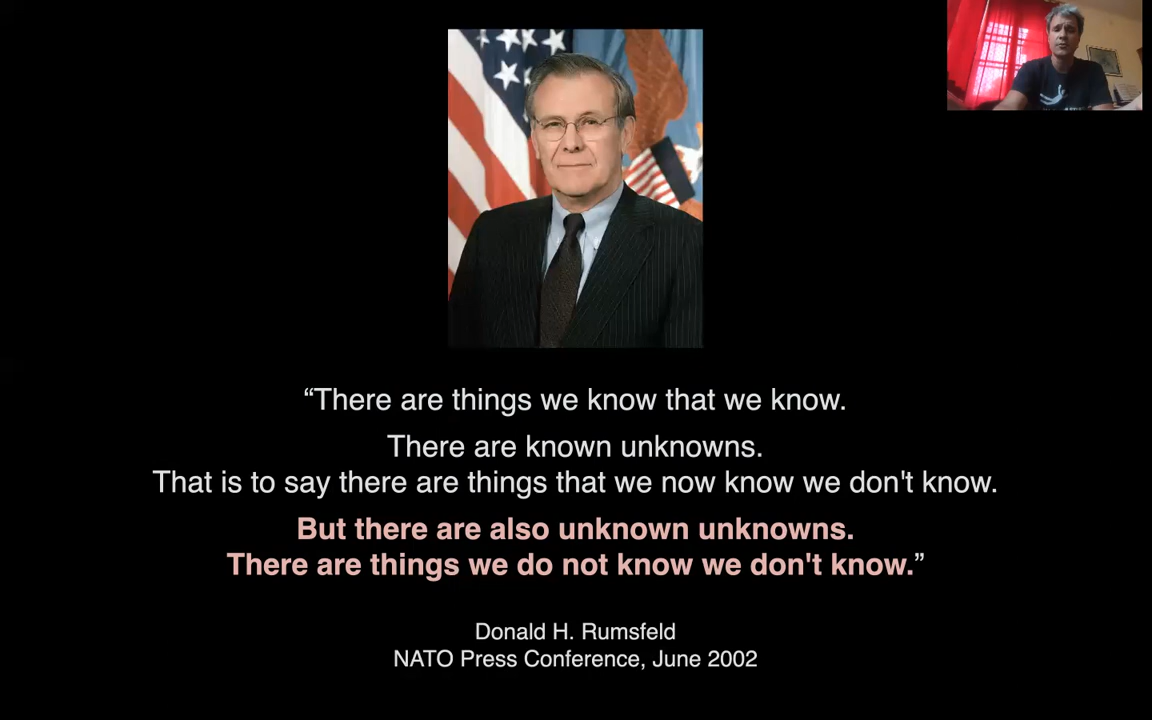 “There are things we know that we know.
There are known unknowns.
That is to say there are things that we now know we don't know.
But there are also unknown unknowns.
There are things we do not know we don't know.”
Donald H. Rumsfeld
NATO Press Conference, June 2002